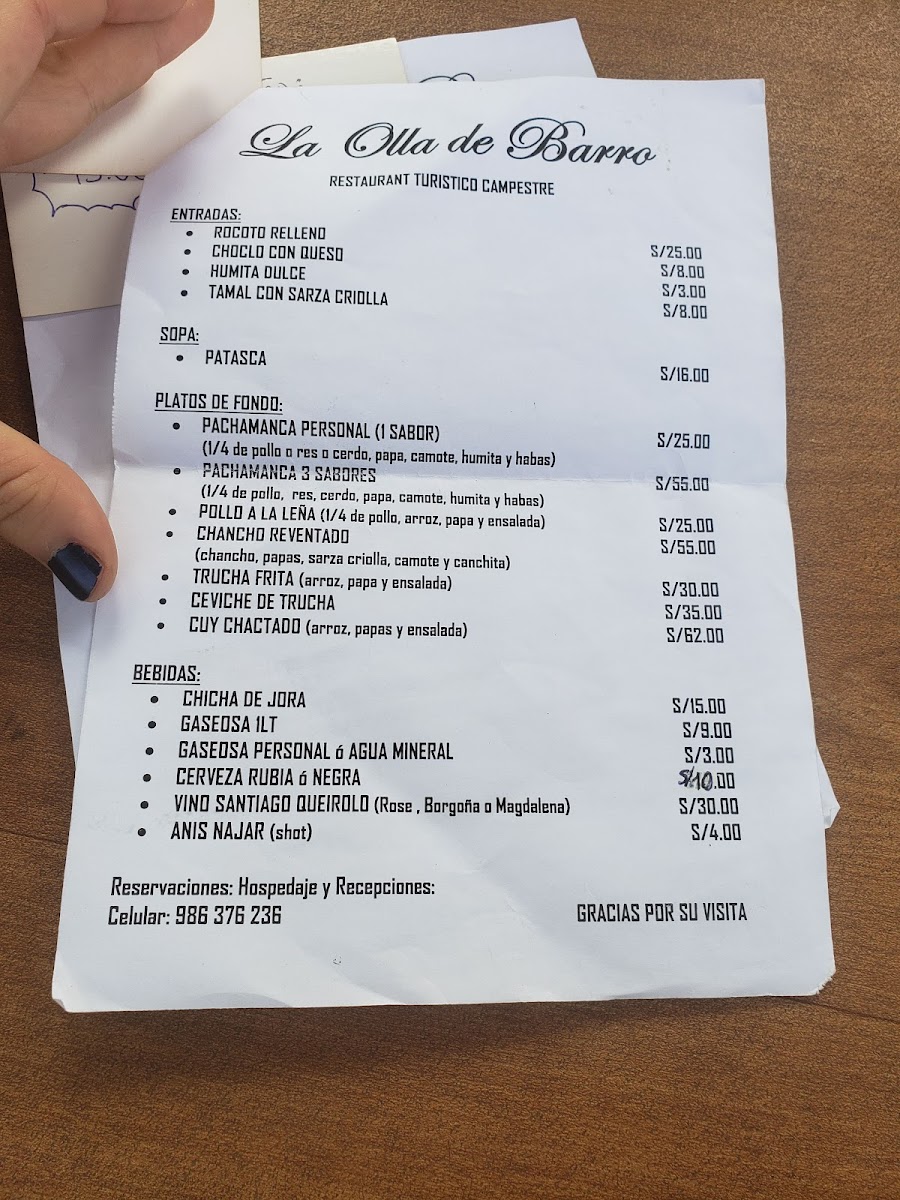 La Olla de Barro
RESTAURANT TURISTICO CAMPESTRE
ENTRADAS:
• ROCOTO RELLENO S/25.00
• CHOCLO CON QUESO S/8.00
• HUMITA DULCE S/3.00
• TAMAL CON SARZA CRIOLLA S/8.00
SOPA:
• PATASCA S/16.00
PLATOS DE FONDO:
• PACHAMANCA PERSONAL (1 SABOR) S/25.00
(1/4 de pollo o res o cerdo, papa, camote, humita y habas)
• PACHAMANCA 3 SABORES S/55.00
(1/4 de pollo, res, cerdo, papa, camote, humita y habas)
• POLLO A LA LEÑA (1/4 de pollo, arroz, papa y ensalada) S/25.00
• CHANCHO REVENTADO S/55.00
(chancho, papas, sarza criolla, camote y canchita)
• TRUCHA FRITA (arroz, papa y ensalada) S/30.00
• CEVICHE DE TRUCHA S/35.00
• CUY CHACTADO (arroz, papas y ensalada) S/62.00
BEBIDAS:
• CHICHA DE JORA S/15.00
• GASEOSA 1LT S/9.00
• GASEOSA PERSONAL ó AGUA MINERAL S/3.00
• CERVEZA RUBIA ó NEGRA S/10.00
• VINO SANTIAGO QUEIROLO (Rose , Borgoña o Magdalena) S/30.00
• ANIS NAJAR (shot) S/4.00
Reservaciones: Hospedaje y Recepciones:
Celular: 986 376 236 GRACIAS POR SU VISITA